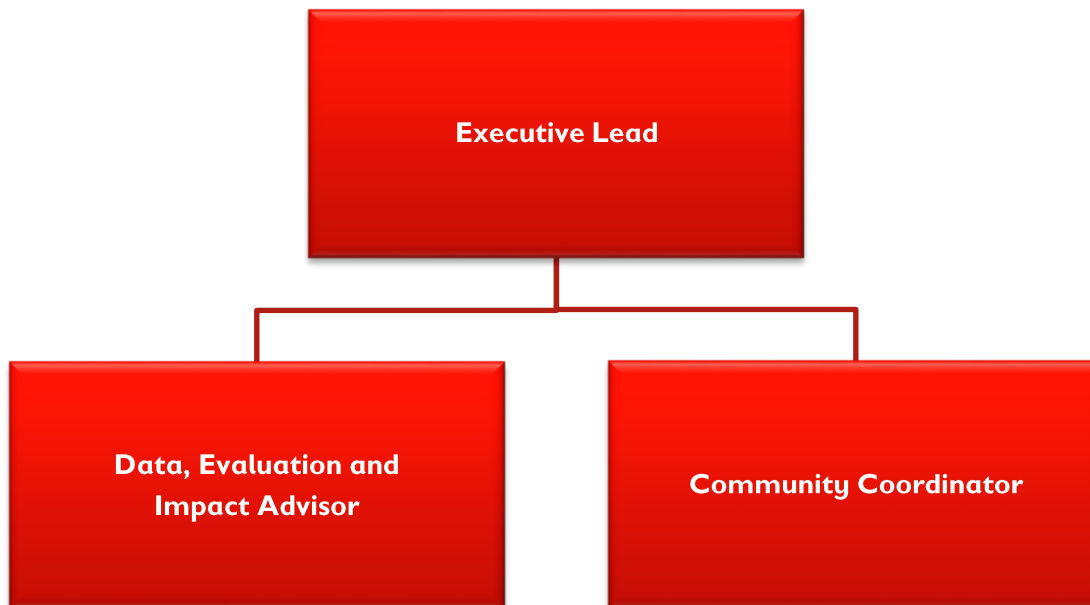 Executive Lead
Data, Evaluation and
Impact Advisor
Community Coordinator